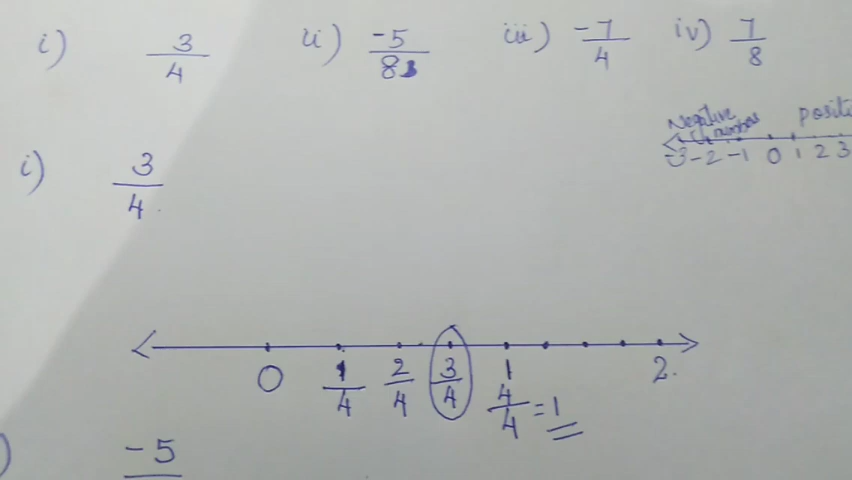 i) 3/4 ii) -5/8 iii) -7/4 iv) 7/8
Negative numbers
-3 -2 -1 0 1 2 3
i) 3/4
0 1/4 2/4 3/4 1 2.
4/4 = 1
) -5